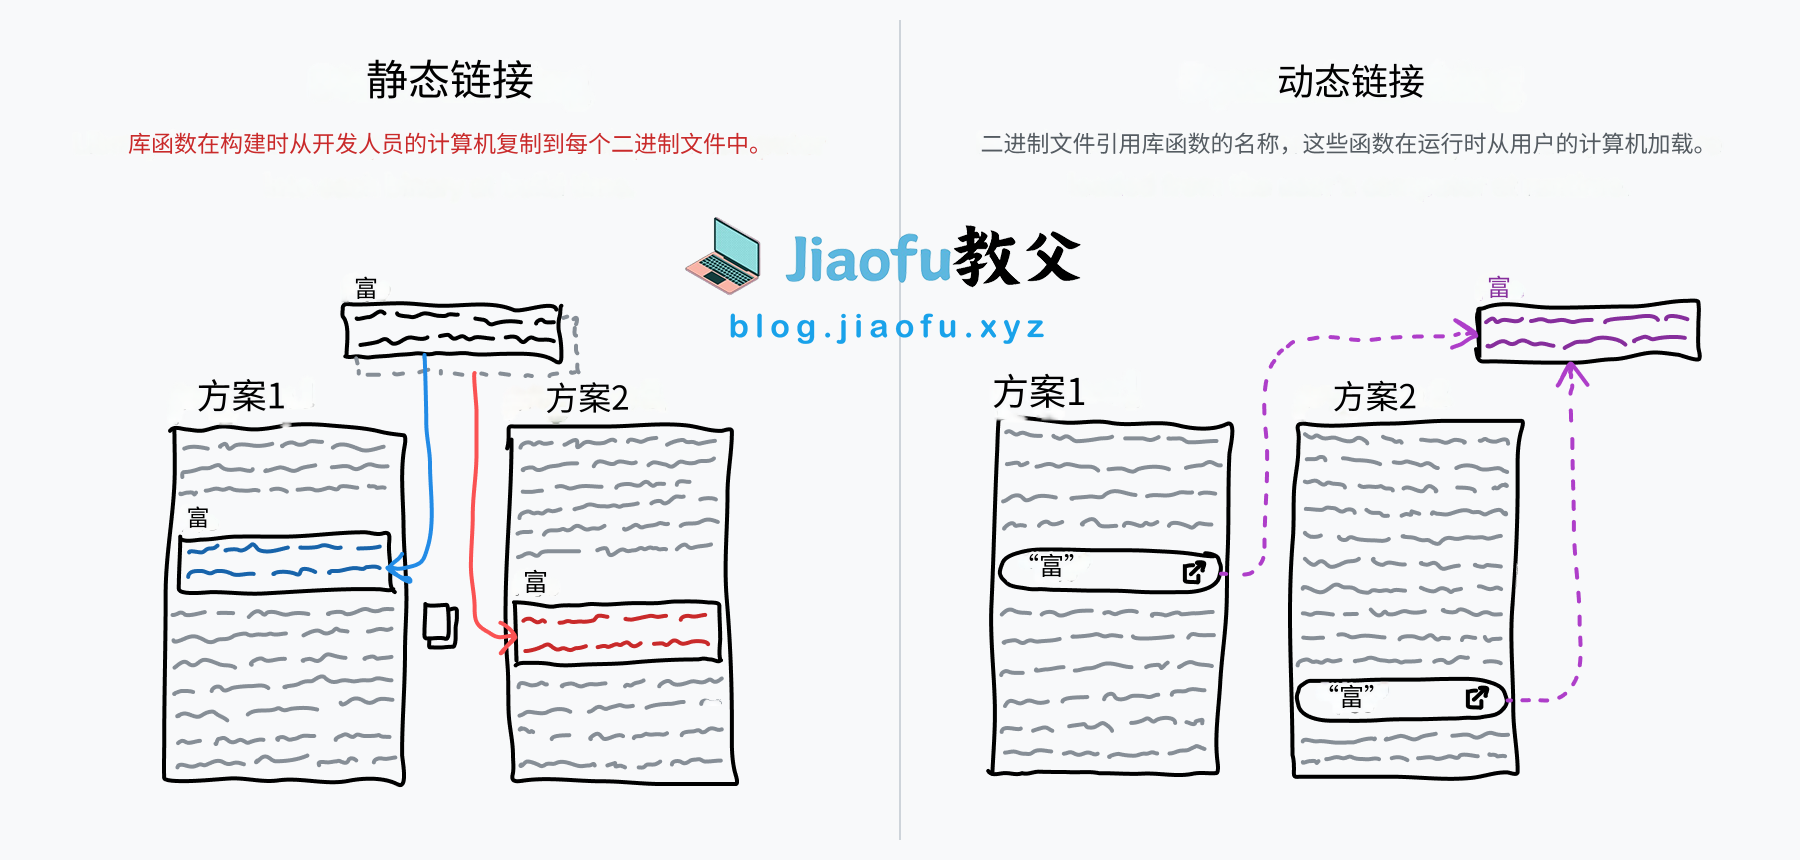 静态链接
库函数在构建时从开发人员的计算机复制到每个二进制文件中。
富
方案1
方案2
富
富
动态链接
二进制文件引用库函数的名称，这些函数在运行时从用户的计算机加载。
富
方案1
方案2
“富”
“富”
Jiaofu教父
blog.jiaofu.xyz